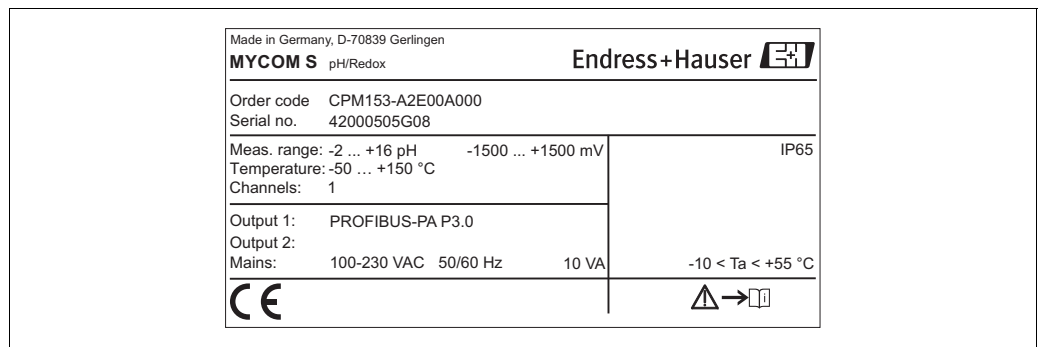 Made in Germany, D-70839 Gerlingen
MYCOM S pH/Redox
Endress+Hauser
Order code CPM153-A2E00A000
Serial no. 42000505G08
Meas. range: -2 ... +16 pH -1500 ... +1500 mV
IP65
Temperature: -50 ... +150 °C
Channels: 1
Output 1: PROFIBUS-PA P3.0
Output 2:
Mains: 100-230 VAC 50/60 Hz 10 VA
-10 < Ta < +55 °C
CE